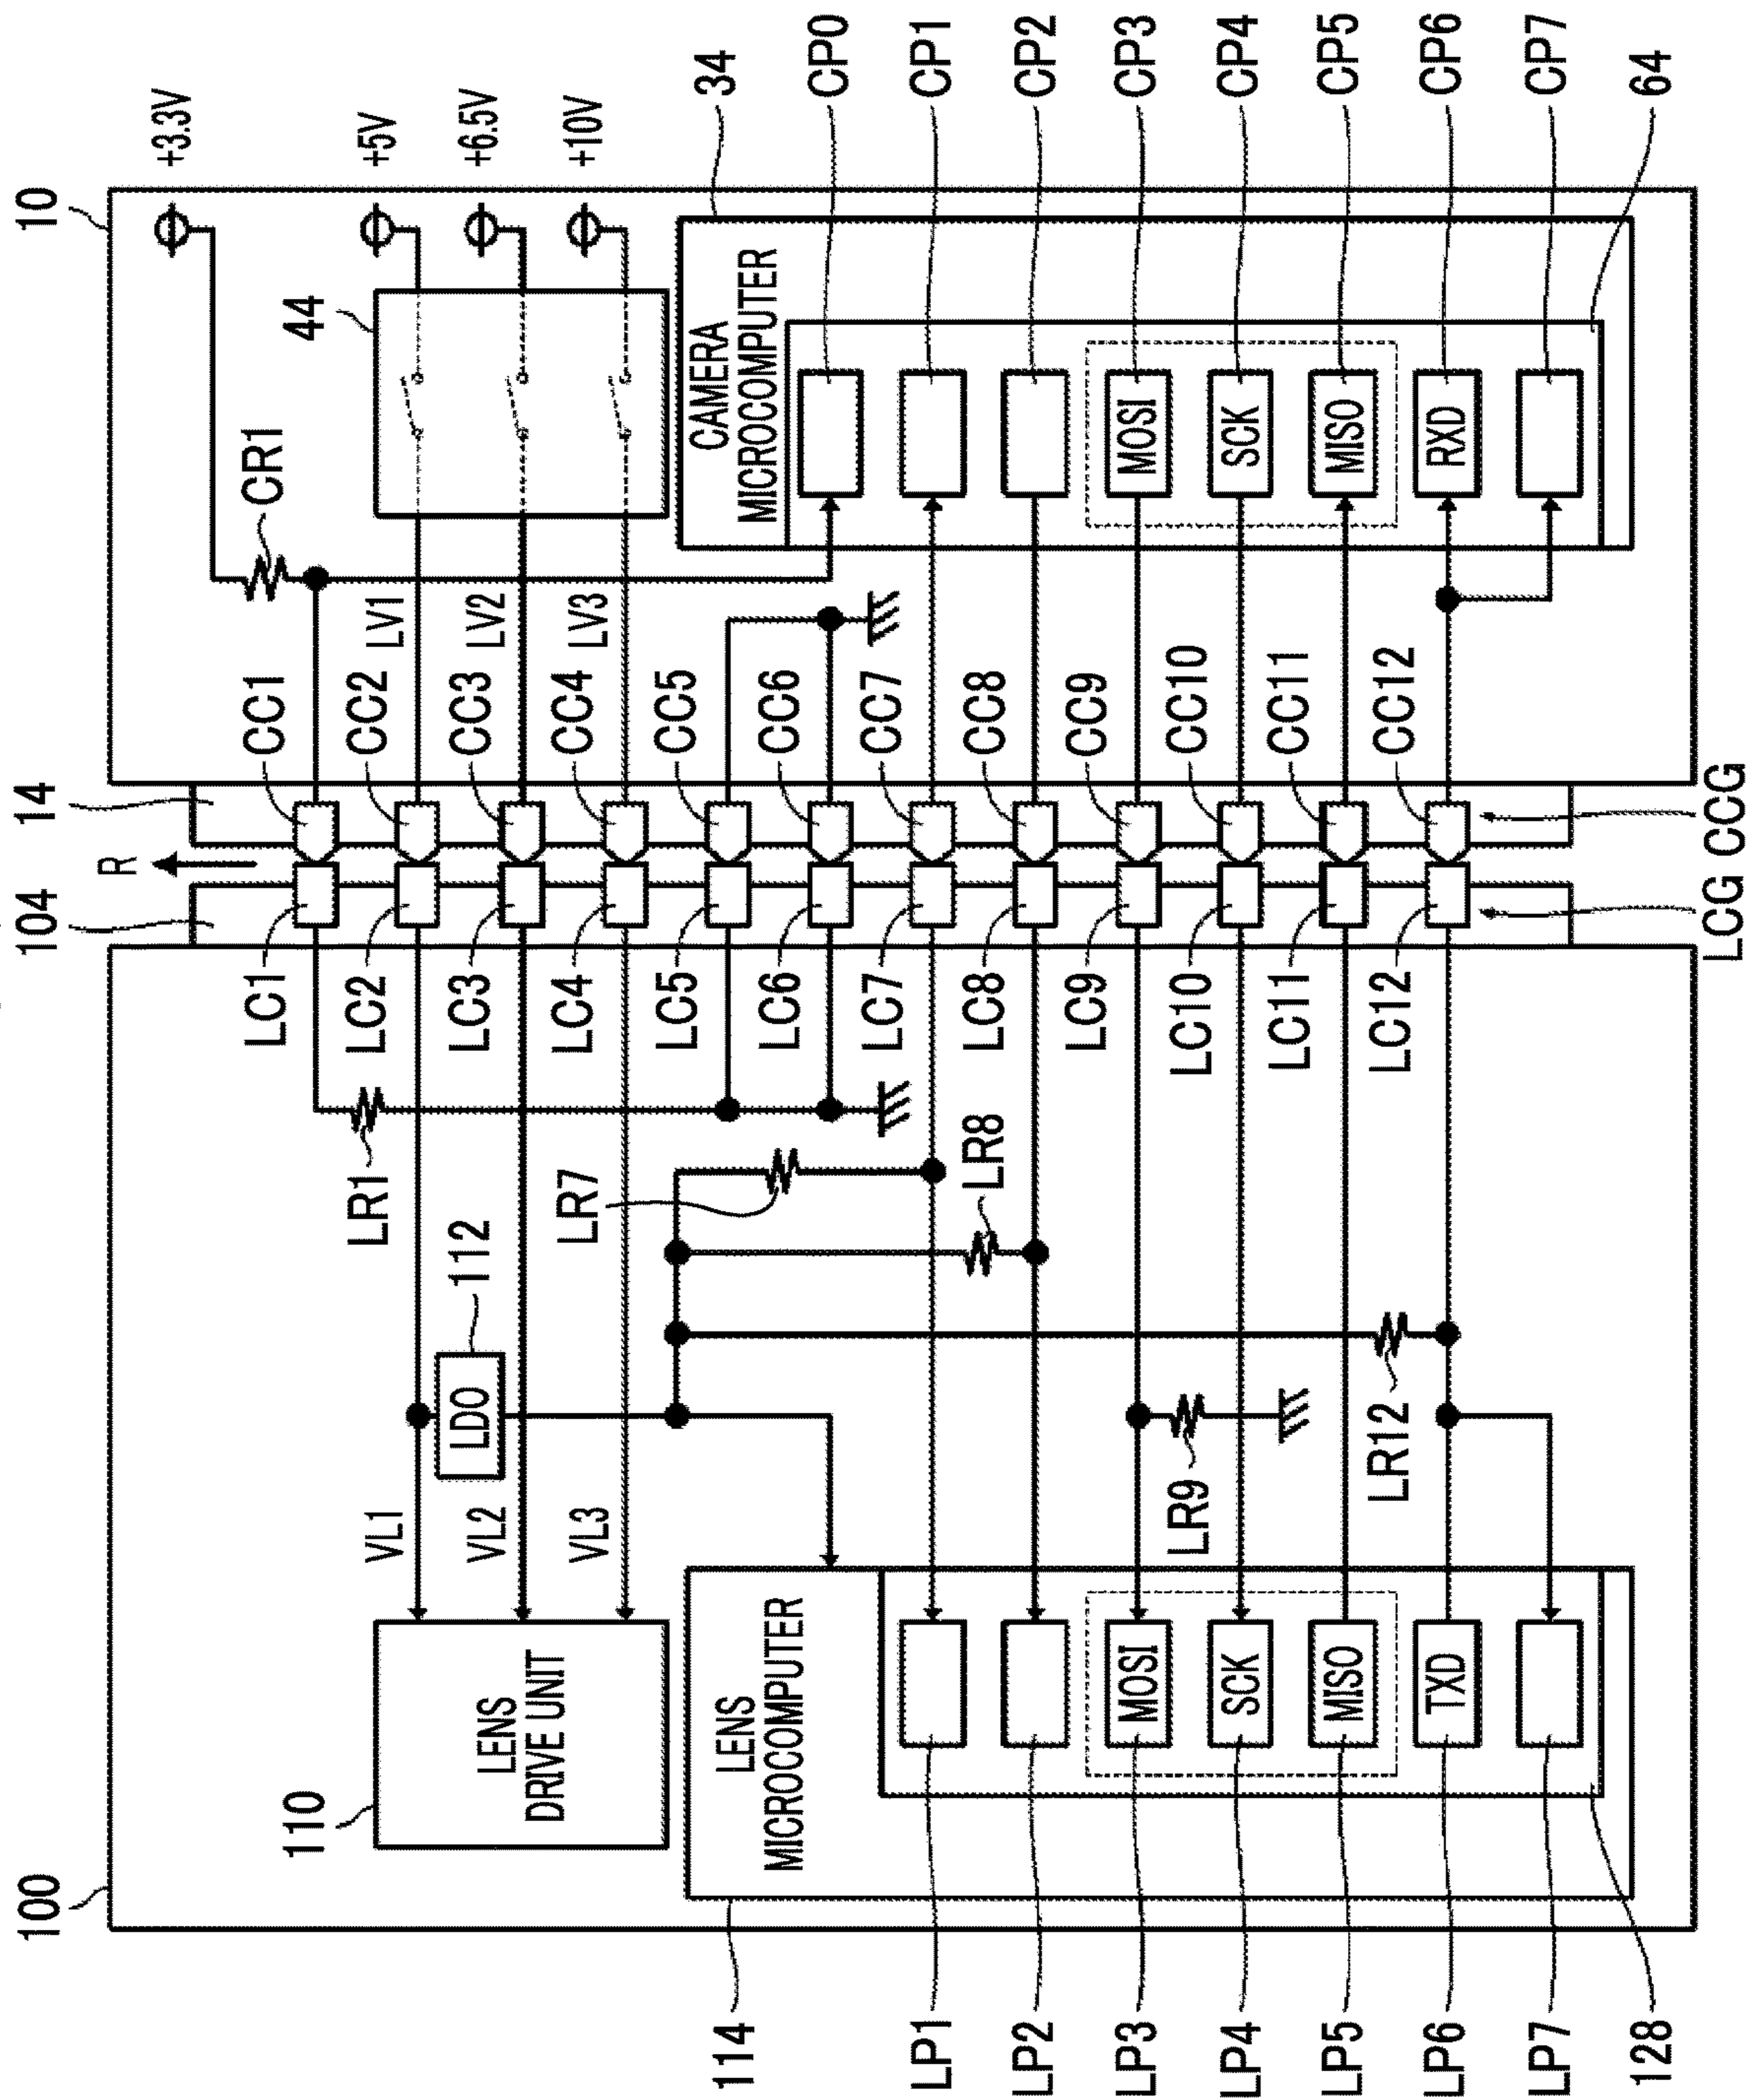 100
104
14
10
R
+3.3V
+5V
+6.5V
+10V
110
LENS
DRIVE UNIT
VL1
VL2
VL3
LDO
112
LR1
LR7
LR8
LR9
LR12
LC1
LC2
LC3
LC4
LC5
LC6
LC7
LC8
LC9
LC10
LC11
LC12
CC1
CC2
CC3
CC4
CC5
CC6
CC7
CC8
CC9
CC10
CC11
CC12
LCG
CCG
CR1
LV1
LV2
LV3
44
34
CAMERA
MICROCOMPUTER
MOSI
SCK
MISO
RXD
CP0
CP1
CP2
CP3
CP4
CP5
CP6
CP7
64
114
LENS
MICROCOMPUTER
MOSI
SCK
MISO
TXD
LP1
LP2
LP3
LP4
LP5
LP6
LP7
128